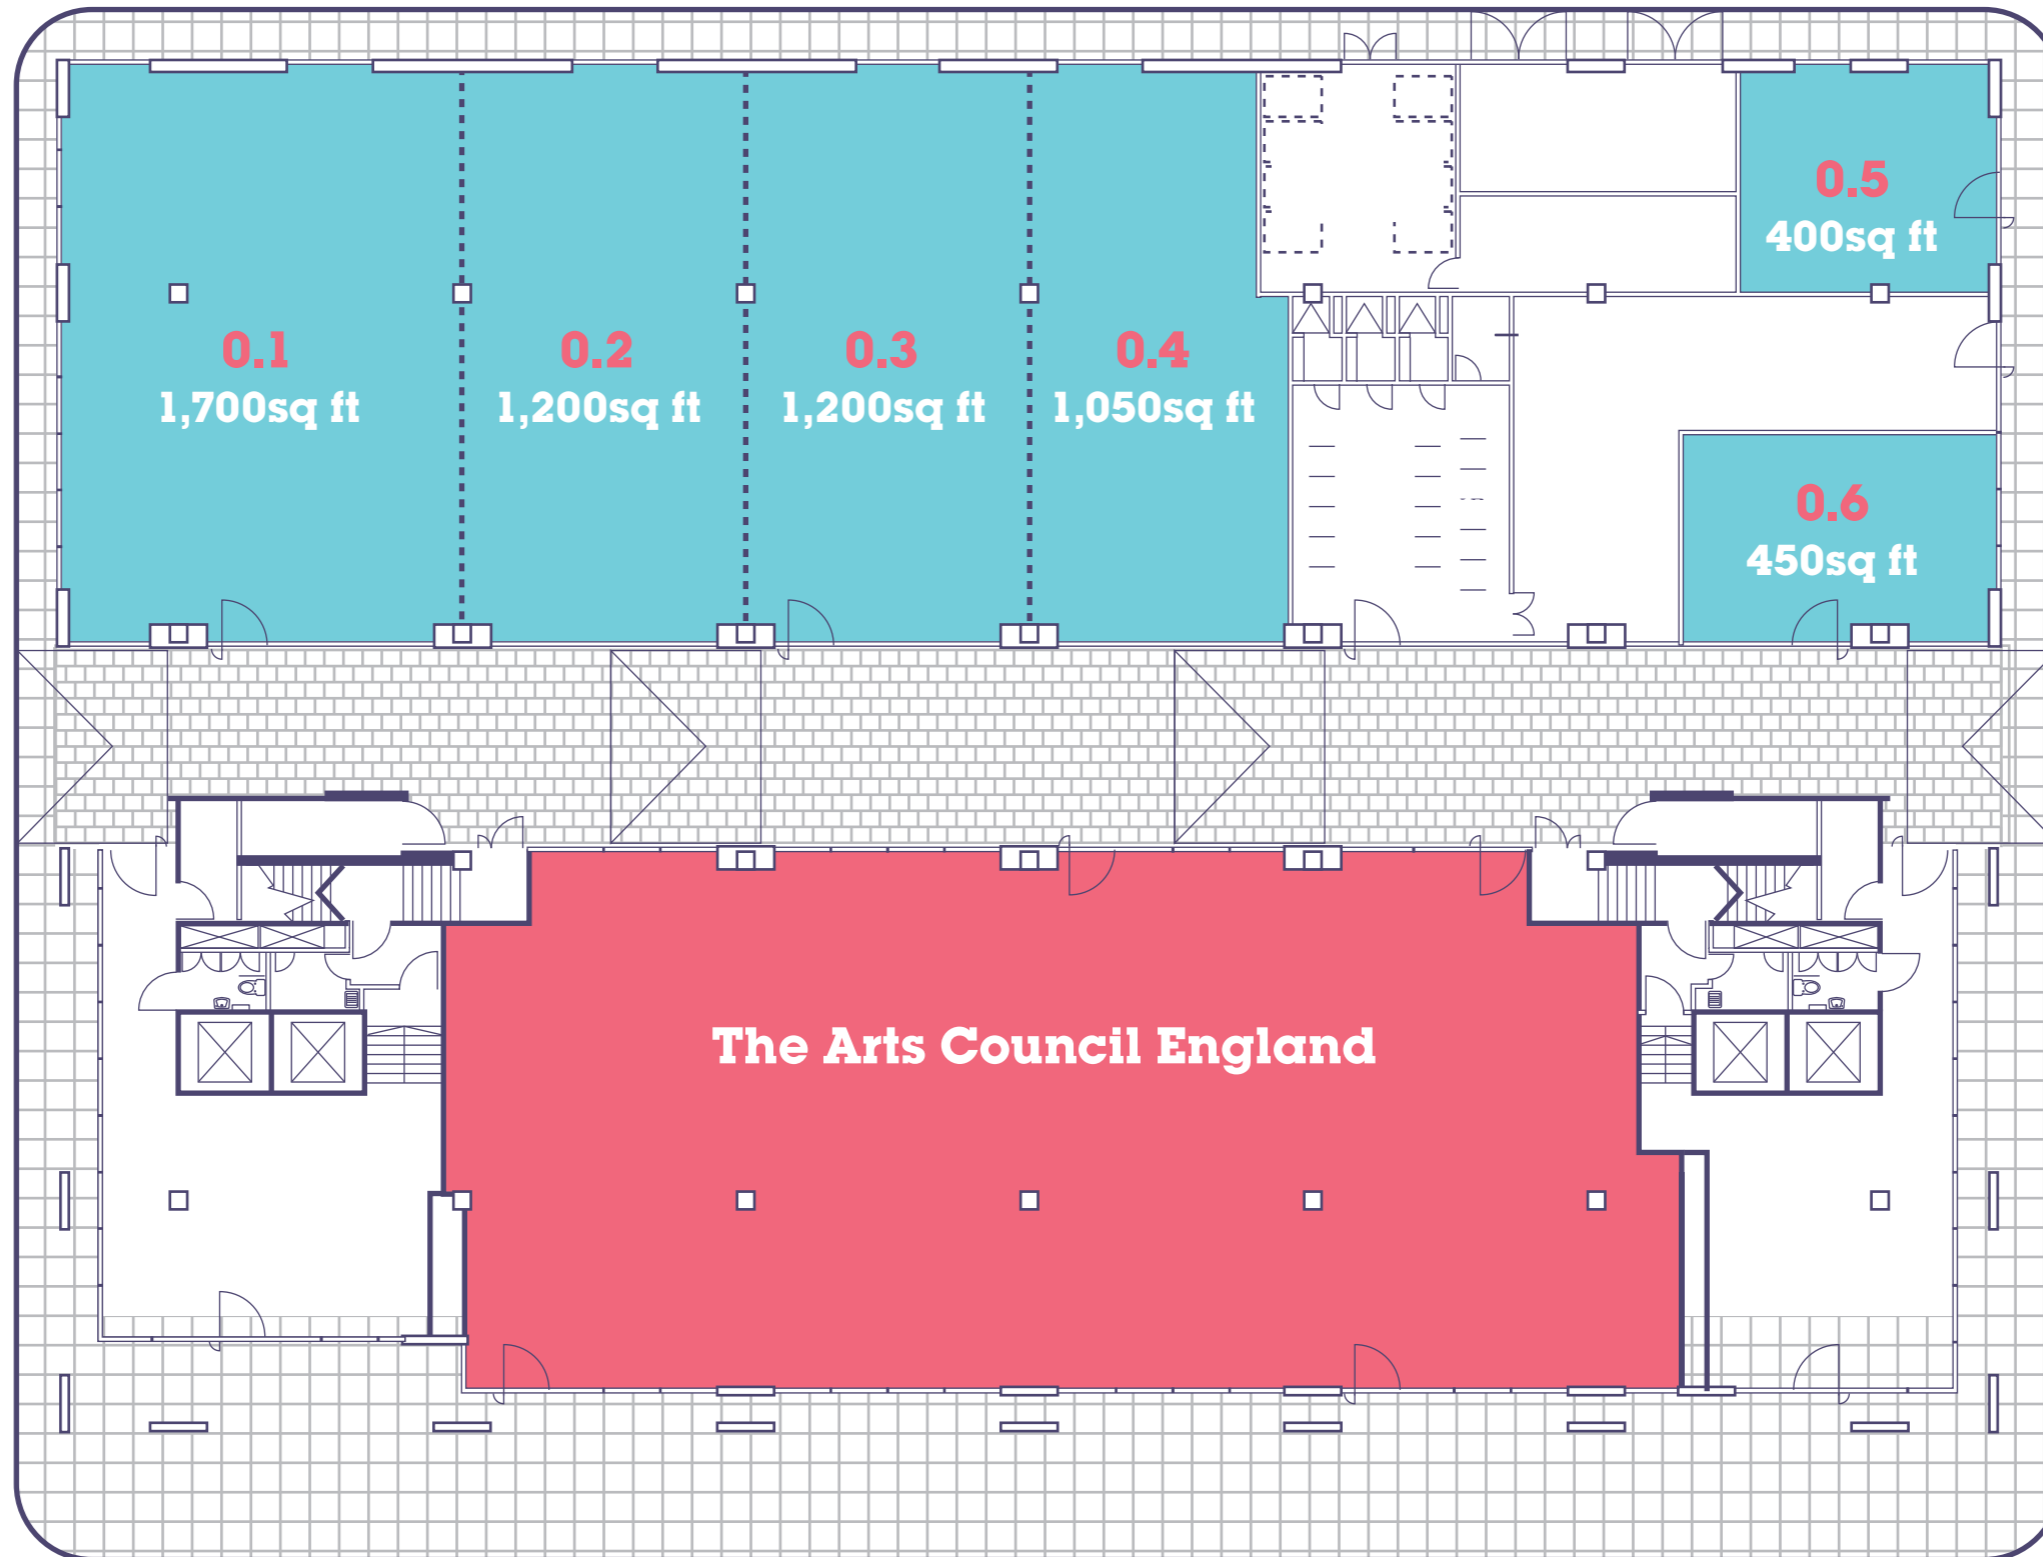 0.1
1,700sq ft
0.2
1,200sq ft
0.3
1,200sq ft
0.4
1,050sq ft
0.5
400sq ft
0.6
450sq ft
The Arts Council England